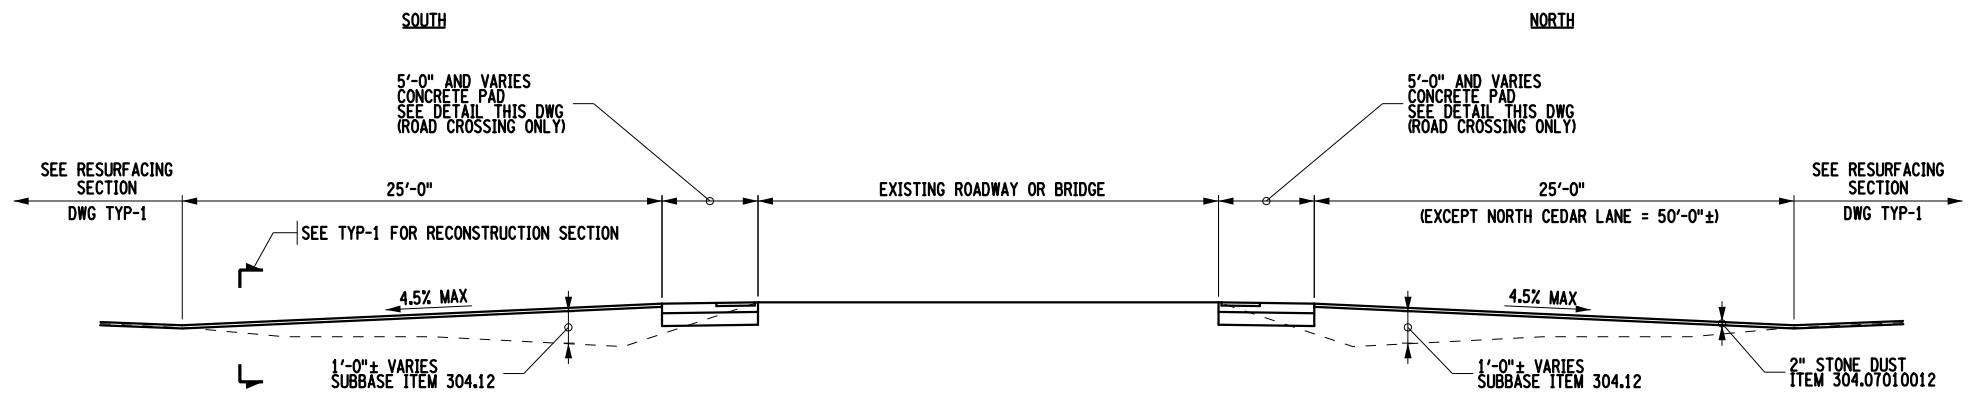 SOUTH
NORTH
5'-0" AND VARIES
CONCRETE PAD
SEE DETAIL THIS DWG
(ROAD CROSSING ONLY)
5'-0" AND VARIES
CONCRETE PAD
SEE DETAIL THIS DWG
(ROAD CROSSING ONLY)
SEE RESURFACING
SECTION
DWG TYP-1
25'-0"
EXISTING ROADWAY OR BRIDGE
25'-0"
(EXCEPT NORTH CEDAR LANE = 50'-0"±)
SEE RESURFACING
SECTION
DWG TYP-1
SEE TYP-1 FOR RECONSTRUCTION SECTION
4.5% MAX
4.5% MAX
1'-0"± VARIES
SUBBASE ITEM 304.12
1'-0"± VARIES
SUBBASE ITEM 304.12
2" STONE DUST
ITEM 304.07010012